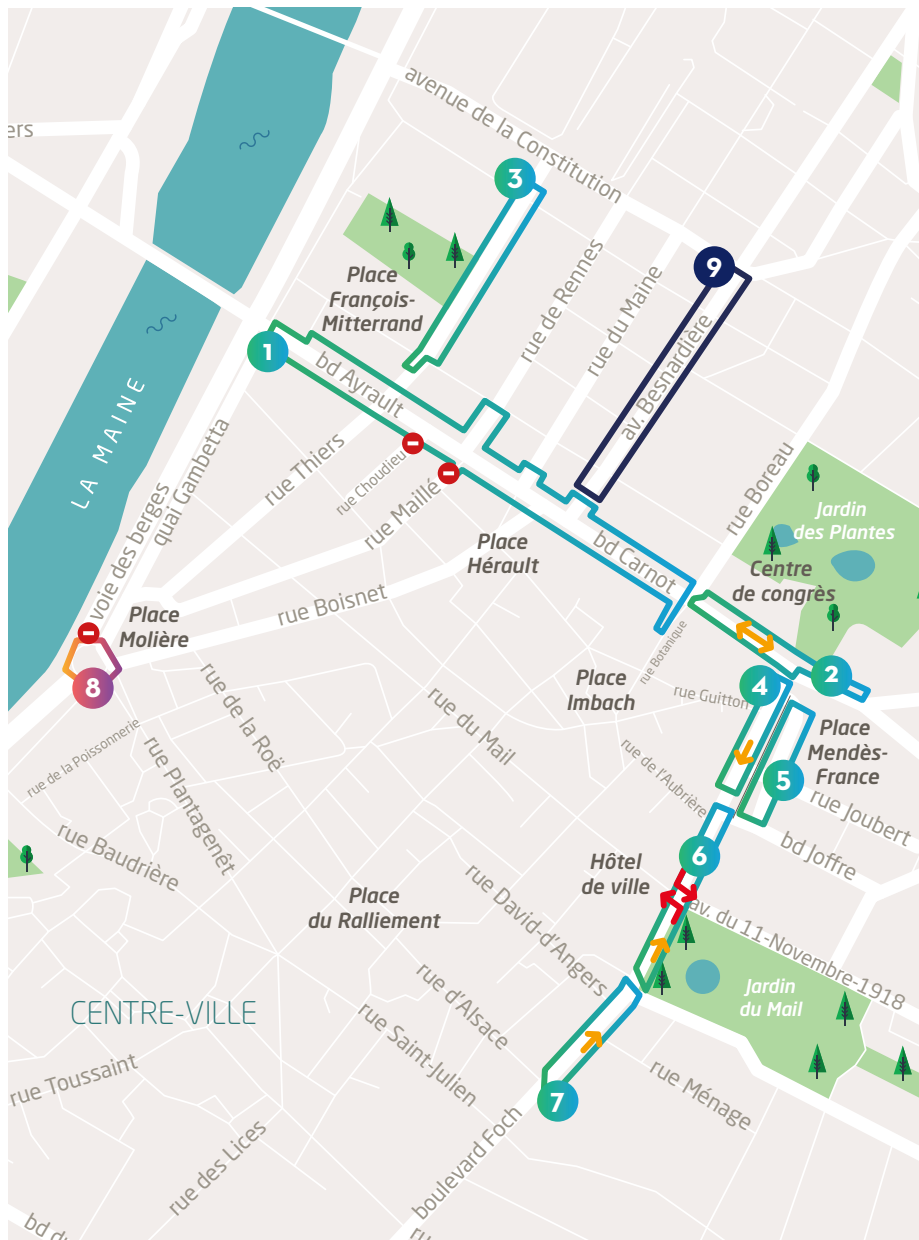 avenue de la Constitution
ers
3
Place
François-
Mitterrand
rue de Rennes
rue du Maine
9
av. Besnardière
1
bd Ayrault
LA MAINE
voie des berges
quai Gambetta
rue Thiers
rue Choudieu
rue Maillé
rue Boreau
Jardin
des Plantes
Place
Hérault
bd Carnot
Centre
de congrès
rue Boisnet
Place
Molière
8
rue Botanique
2
4
rue Guitton
Place
Imbach
rue de la Roë
rue du Mail
Place
Mendès-
France
5
rue de la Poissonnerie
rue Plantagenêt
rue de l'Aubrière
rue Joubert
bd Joffre
rue Baudrière
6
Hôtel
de ville
Place
du Ralliement
rue David-d'Angers
av. du 11-Novembre-1918
Jardin
du Mail
CENTRE-VILLE
rue d'Alsace
rue Saint-Julien
rue Toussaint
7
rue Ménage
rue des Lices
boulevard Foch
bd du
ru